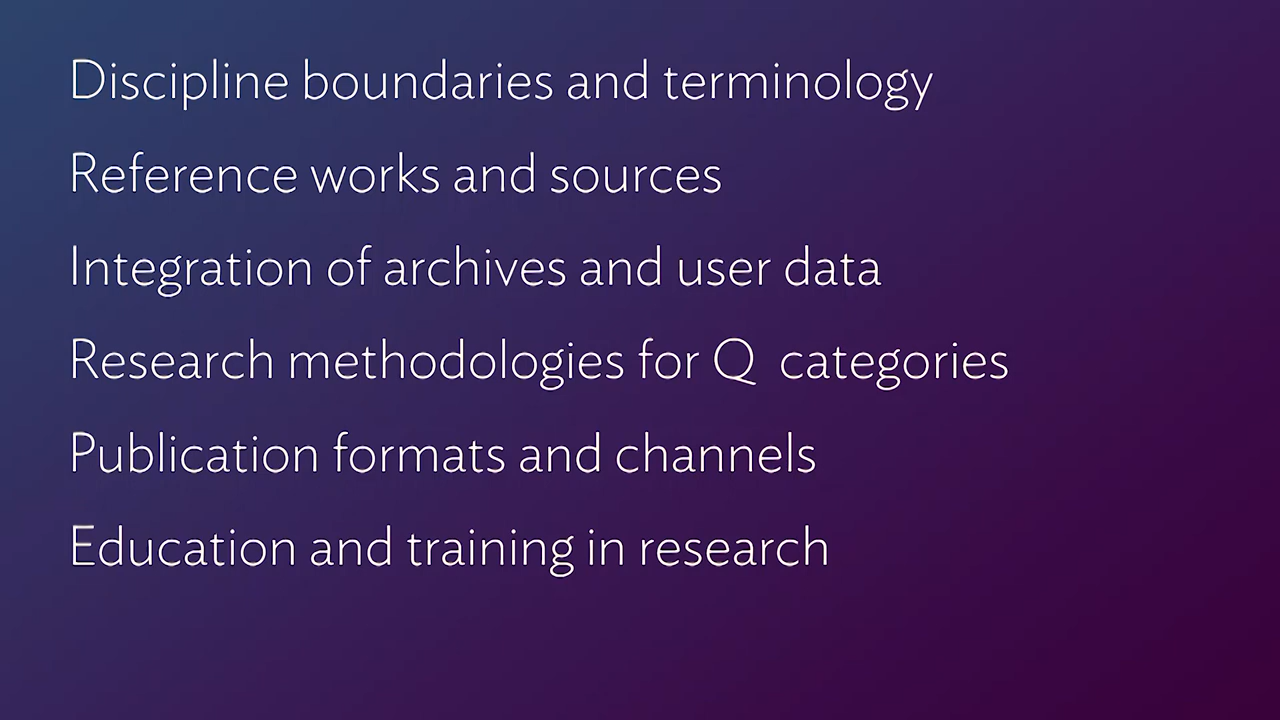 Discipline boundaries and terminology
Reference works and sources
Integration of archives and user data
Research methodologies for Q categories
Publication formats and channels
Education and training in research